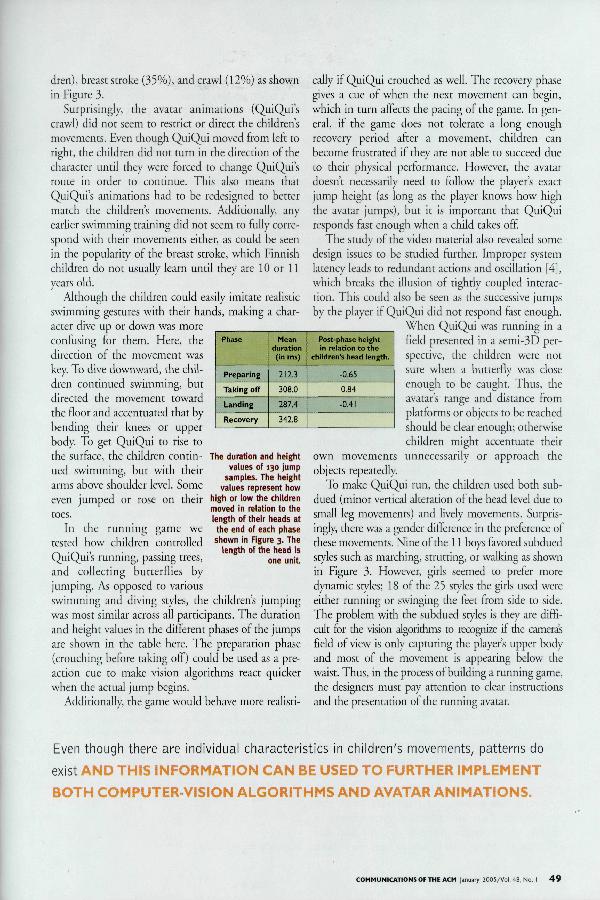 dren), breast stroke (35%), and crawl (12%) as shown
in Figure 3.
Surprisingly, the avatar animations (QuiQui's
crawl) did not seem to restrict or direct the children's
movements. Even though QuiQui moved from left to
right, the children did not turn in the direction of the
character until they were forced to change QuiQui's
route in order to continue. This also means that
QuiQui's animations had to be redesigned to better
match the children's movements. Additionally, any
earlier swimming training did not seem to fully corre-
spond with their movements either, as could be seen
in the popularity of the breast stroke, which Finnish
children do not usually learn until they are 10 or 11
years old.
Although the children could easily imitate realistic
swimming gestures with their hands, making a char-
acter dive up or down was more
confusing for them. Here, the
direction of the movement was
key. To dive downward, the chil-
dren continued swimming, but
directed the movement toward
the floor and accentuated that by
bending their knees or upper
body. To get QuiQui to rise to
the surface, the children contin-
ued swimming, but with their
arms above shoulder level. Some
even jumped or rose on their
toes.
In the running game we
tested how children controlled
QuiQui's running, passing trees,
and collecting butterflies by
jumping. As opposed to various
swimming and diving styles, the children's jumping
was most similar across all participants. The duration
and height values in the different phases of the jumps
are shown in the table here. The preparation phase
(crouching before taking off) could be used as a pre-
action cue to make vision algorithms react quicker
when the actual jump begins.
Additionally, the game would behave more realisti-
cally if QuiQui crouched as well. The recovery phase
gives a cue of when the next movement can begin,
which in turn affects the pacing of the game. In gen-
eral, if the game does not tolerate a long enough
recovery period after a movement, children can
become frustrated if they are not able to succeed due
to their physical performance. However, the avatar
doesn't necessarily need to follow the player's exact
jump height (as long as the player knows how high
the avatar jumps), but it is important that QuiQui
responds fast enough when a child takes off.
The study of the video material also revealed some
design issues to be studied further. Improper system
latency leads to redundant actions and oscillation [4],
which breaks the illusion of tightly coupled interac-
tion. This could also be seen as the successive jumps
by the player if QuiQui did not respond fast enough.
When QuiQui was running in a
field presented in a semi-3D per-
spective, the children were not
sure when a butterfly was close
enough to be caught. Thus, the
avatar's range and distance from
platforms or objects to be reached
should be clear enough; otherwise
children might accentuate their
own movements unnecessarily or approach the
objects repeatedly.
To make QuiQui run, the children used both sub-
dued (minor vertical alteration of the head level due to
small leg movements) and lively movements. Surpris-
ingly, there was a gender difference in the preference of
these movements. Nine of the 11 boys favored subdued
styles such as marching, strutting, or walking as shown
in Figure 3. However, girls seemed to prefer more
dynamic styles; 18 of the 25 styles the girls used were
either running or swinging the feet from side to side.
The problem with the subdued styles is they are diffi-
cult for the vision algorithms to recognize if the camera's
field of view is only capturing the player's upper body
and most of the movement is appearing below the
waist. Thus, in the process of building a running game,
the designers must pay attention to clear instructions
and the presentation of the running avatar.
Phase Mean duration (in ms) Post-phase height in relation to the children's head length.
Preparing 212.3 -0.65
Taking off 308.0 0.84
Landing 287.4 -0.41
Recovery 342.8
The duration and height
values of 130 jump
samples. The height
values represent how
high or low the children
moved in relation to the
length of their heads at
the end of each phase
shown in Figure 3. The
length of the head is
one unit.
Even though there are individual characteristics in children's movements, patterns do
exist AND THIS INFORMATION CAN BE USED TO FURTHER IMPLEMENT
BOTH COMPUTER-VISION ALGORITHMS AND AVATAR ANIMATIONS.
COMMUNICATIONS OF THE ACM January 2005/Vol. 48, No. 1 49